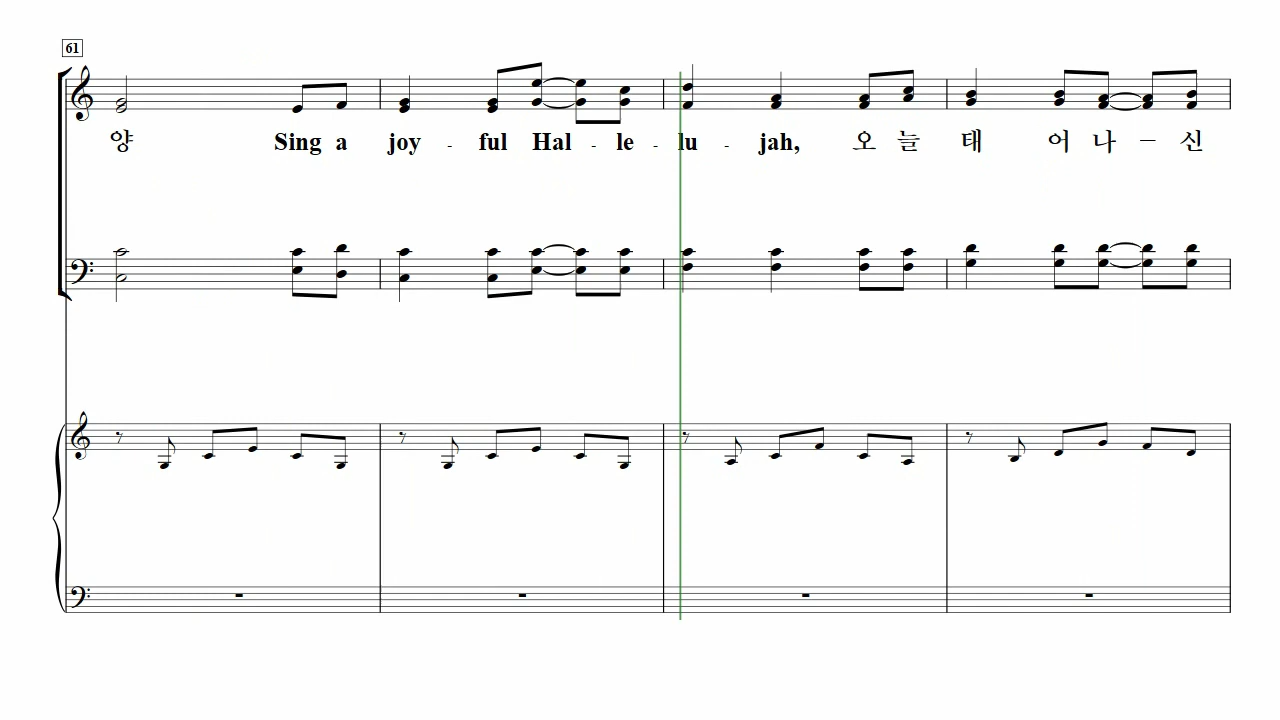 61
양 Sing a joy - ful Hal - le - lu - jah, 오 늘 태 어 나 – 신